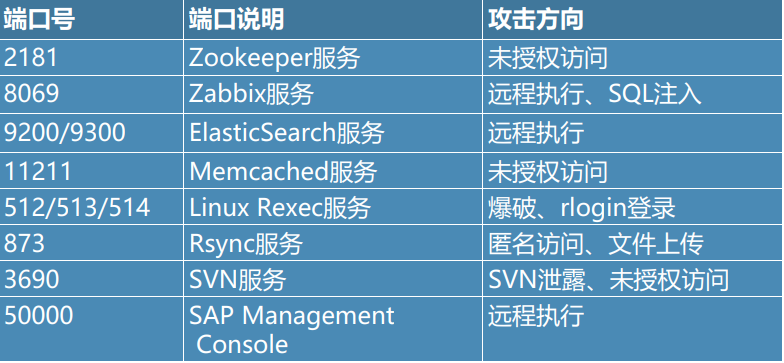 端口号 端口说明 攻击方向
2181 Zookeeper服务 未授权访问
8069 Zabbix服务 远程执行、SQL注入
9200/9300 ElasticSearch服务 远程执行
11211 Memcached服务 未授权访问
512/513/514 Linux Rexec服务 爆破、rlogin登录
873 Rsync服务 匿名访问、文件上传
3690 SVN服务 SVN泄露、未授权访问
50000 SAP Management 远程执行
Console